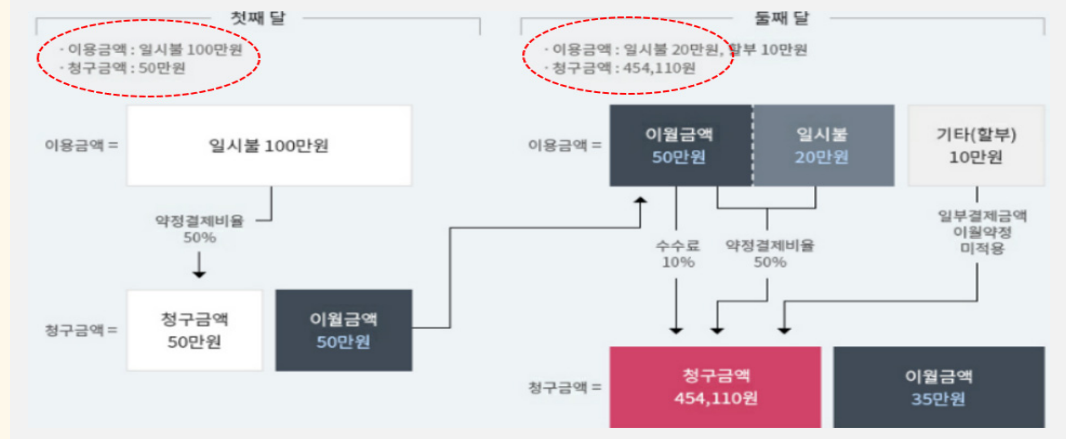 첫째 달
· 이용금액 : 일시불 100만원
· 청구금액 : 50만원
이용금액 =
일시불 100만원
약정결제비율
50%
청구금액 =
청구금액
50만원
이월금액
50만원
둘째 달
· 이용금액 : 일시불 20만원, 할부 10만원
· 청구금액 : 454,110원
이용금액 =
이월금액
50만원
일시불
20만원
기타(할부)
10만원
수수료
10%
약정결제비율
50%
일부결제금액
이월약정
미적용
청구금액 =
청구금액
454,110원
이월금액
35만원